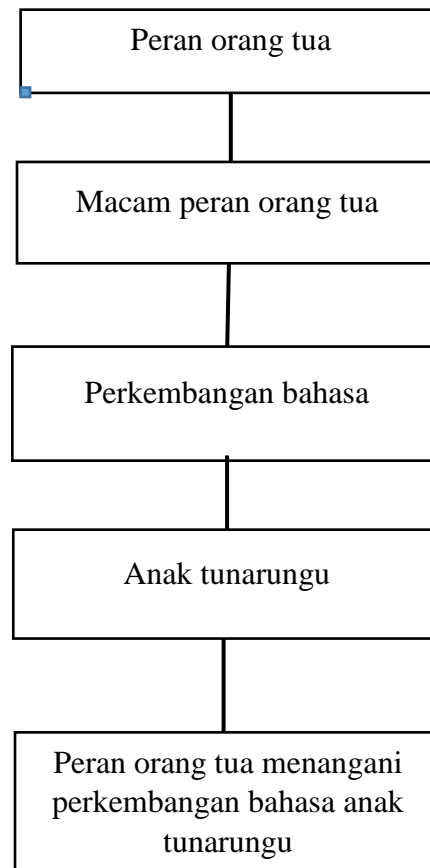 Peran orang tua
Macam peran orang tua
Perkembangan bahasa
Anak tunarungu
Peran orang tua menangani
perkembangan bahasa anak
tunarungu